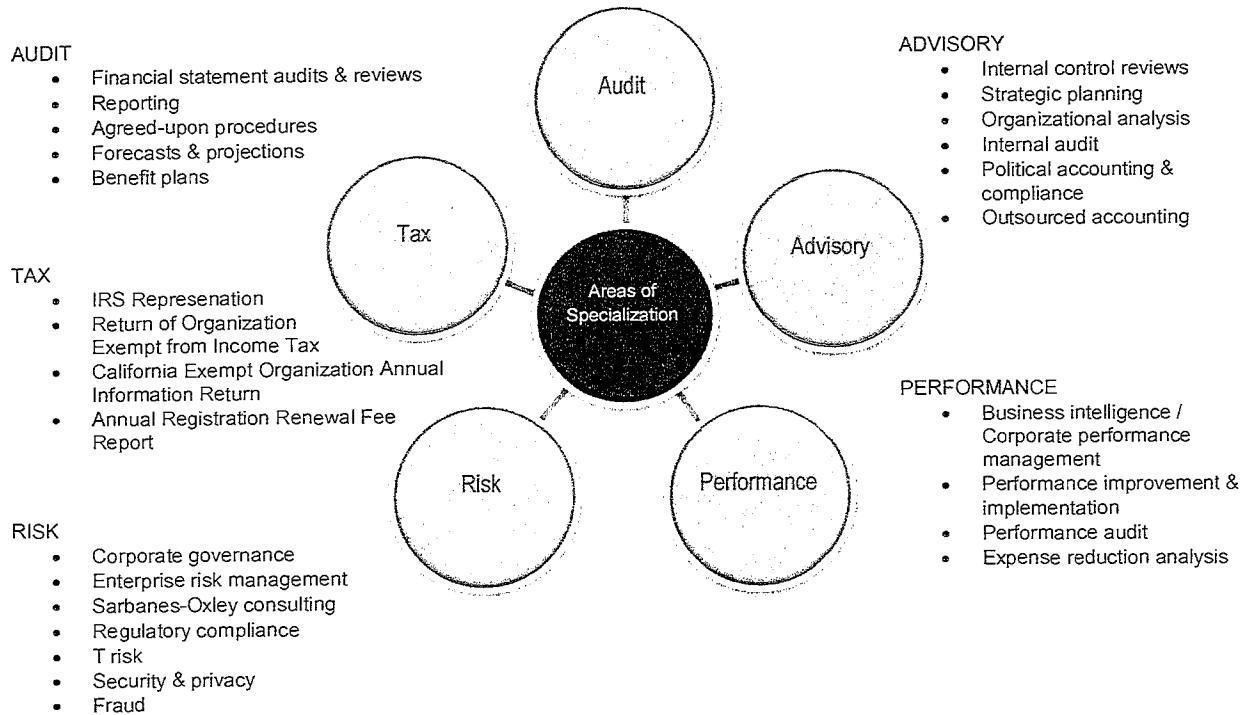 AUDIT
• Financial statement audits & reviews
• Reporting
• Agreed-upon procedures
• Forecasts & projections
• Benefit plans
TAX
• IRS Represenation
• Return of Organization
Exempt from Income Tax
• California Exempt Organization Annual
Information Return
• Annual Registration Renewal Fee
Report
RISK
• Corporate governance
• Enterprise risk management
• Sarbanes-Oxley consulting
• Regulatory compliance
• T risk
• Security & privacy
• Fraud
Audit
Tax
Advisory
Areas of
Specialization
Risk
Performance
ADVISORY
• Internal control reviews
• Strategic planning
• Organizational analysis
• Internal audit
• Political accounting &
compliance
• Outsourced accounting
PERFORMANCE
• Business intelligence /
Corporate performance
management
• Performance improvement &
implementation
• Performance audit
• Expense reduction analysis